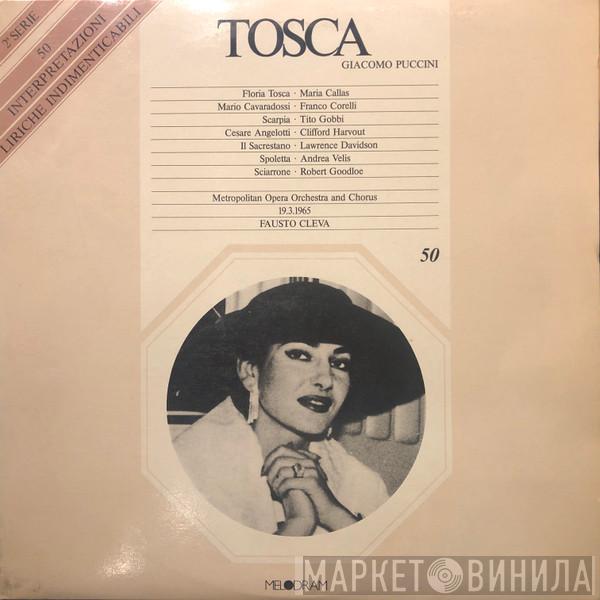 2ª SERIE
50
INTERPRETAZIONI
LIRICHE INDIMENTICABILI
TOSCA
GIACOMO PUCCINI
Floria Tosca · Maria Callas
Mario Cavaradossi · Franco Corelli
Scarpia · Tito Gobbi
Cesare Angelotti · Clifford Harvout
Il Sacrestano · Lawrence Davidson
Spoletta · Andrea Velis
Sciarrone · Robert Goodloe
Metropolitan Opera Orchestra and Chorus
19.3.1965
FAUSTO CLEVA
50
MELODRAM
МАРКЕТ ВИНИЛА